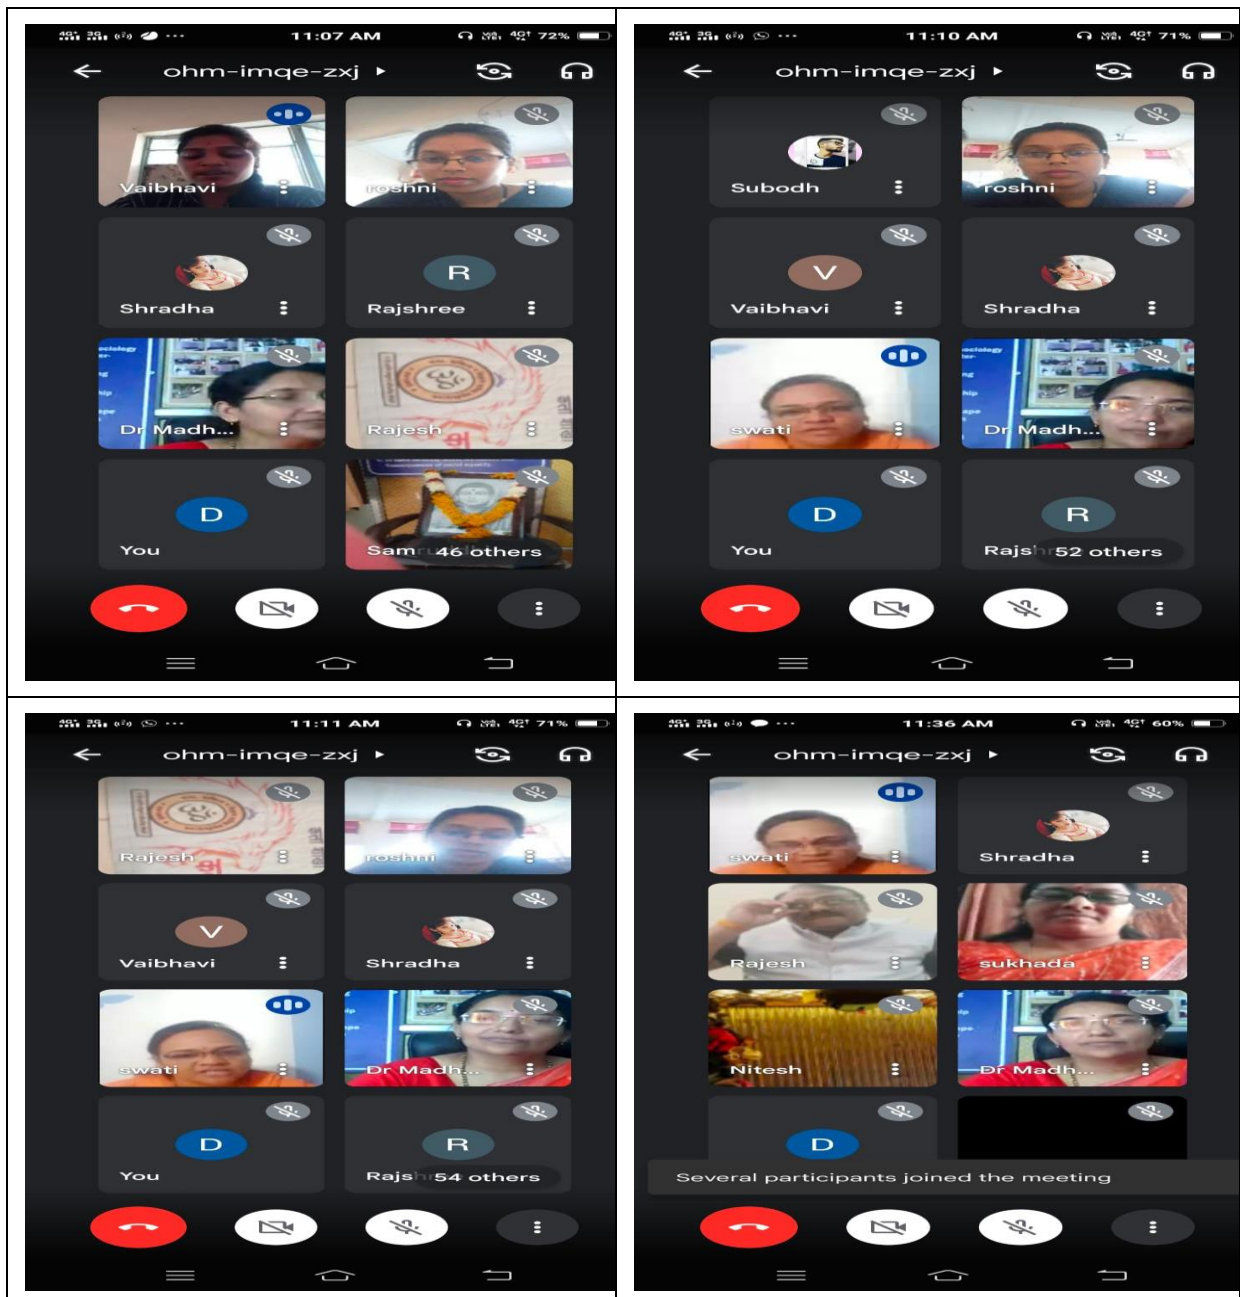 11:07 AM
72%
ohm-imqe-zxj
Vaibhavi
roshni
Shradha
R
Rajshree
Dr Madh...
Rajesh
D
You
Sam
46 others
11:10 AM
71%
ohm-imqe-zxj
Subodh
roshni
V
Vaibhavi
Shradha
swati
Dr Madh...
D
You
R
Rajs
52 others
11:11 AM
71%
ohm-imqe-zxj
Rajesh
roshni
V
Vaibhavi
Shradha
swati
Dr Madh...
D
You
R
Rajs
54 others
11:36 AM
60%
ohm-imqe-zxj
swati
Shradha
Rajesh
sukhada
Nitesh
Dr Madh...
D
Several participants joined the meeting